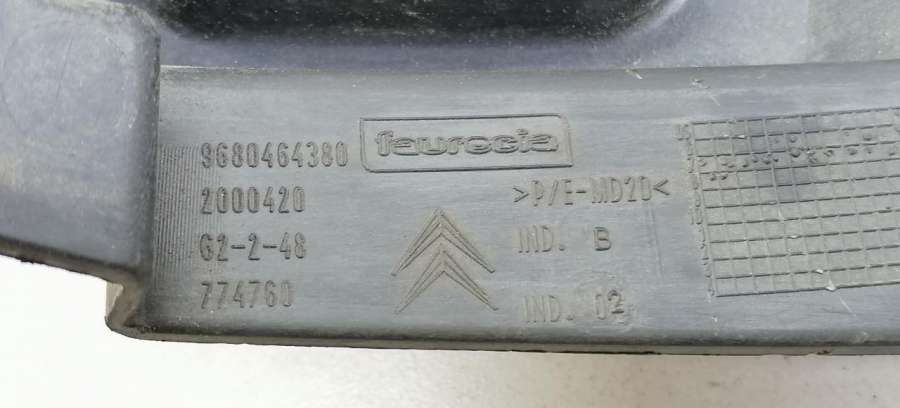 9680464380
2000420
G2-2-48
774760
faurecia
>P/E-MD20<
IND. B
IND. 02